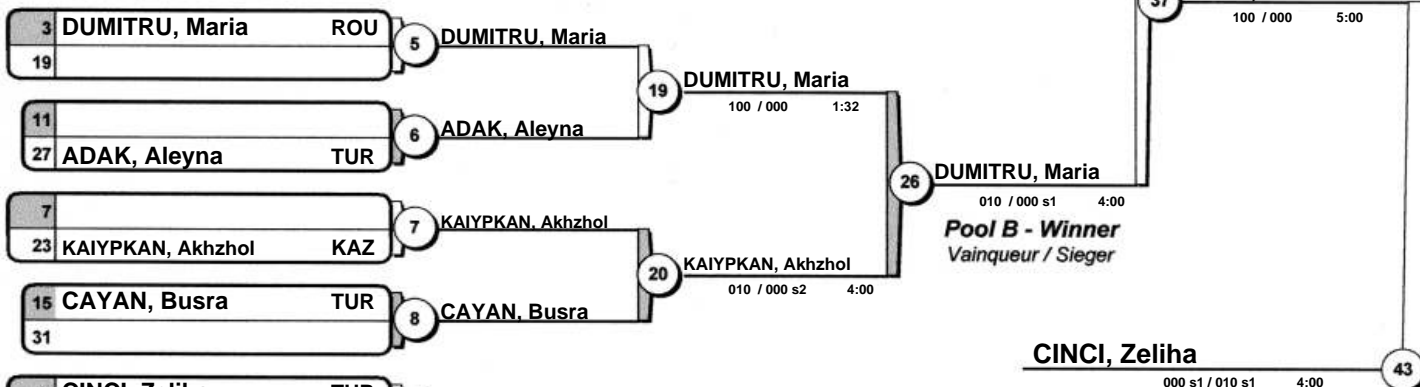 37
100 / 000 5:00
3 DUMITRU, Maria ROU
19
5
DUMITRU, Maria
19
DUMITRU, Maria
100 / 000 1:32
11
27 ADAK, Aleyna TUR
6
ADAK, Aleyna
26
DUMITRU, Maria
010 / 000 s1 4:00
Pool B - Winner
Vainqueur / Sieger
7
23 KAIYPKAN, Akhzhol KAZ
7
KAIYPKAN, Akhzhol
20
KAIYPKAN, Akhzhol
010 / 000 s2 4:00
15 CAYAN, Busra TUR
31
8
CAYAN, Busra
CINCI, Zeliha
000 s1 / 010 s1 4:00
43